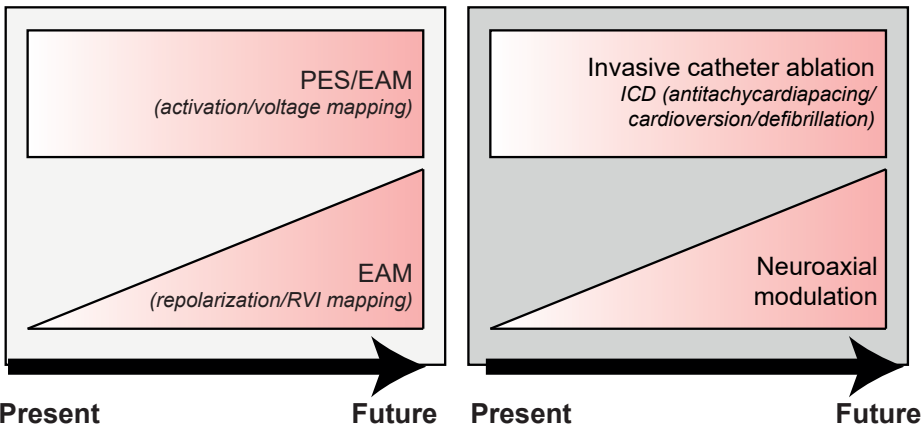 PES/EAM
(activation/voltage mapping)
EAM
(repolarization/RVI mapping)
Present Future
Invasive catheter ablation
ICD (antitachycardiapacing/
cardioversion/defibrillation)
Neuroaxial
modulation
Present Future